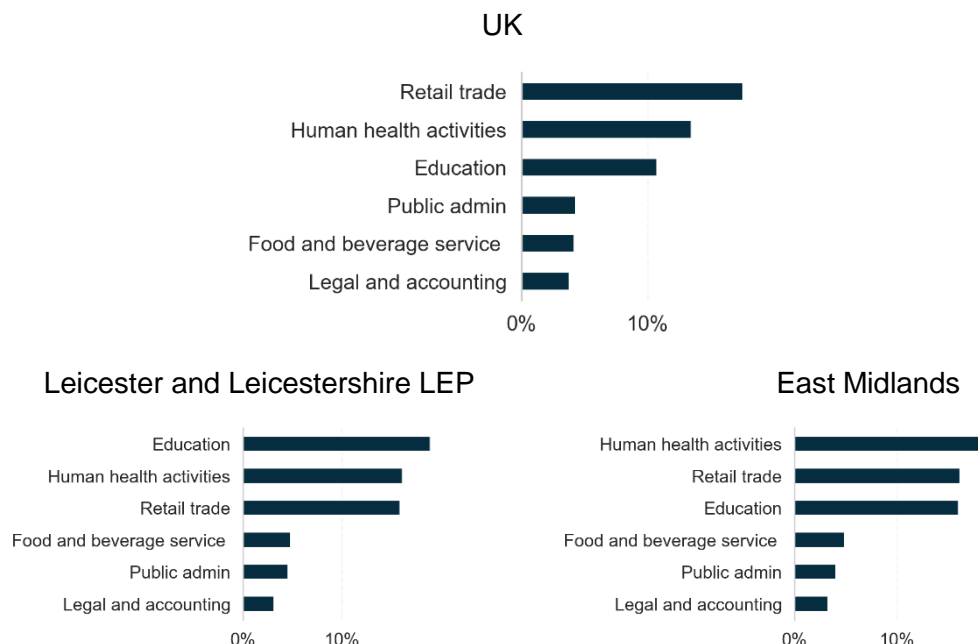 UK
Retail trade
Human health activities
Education
Public admin
Food and beverage service
Legal and accounting
0% 10%
Leicester and Leicestershire LEP
Education
Human health activities
Retail trade
Food and beverage service
Public admin
Legal and accounting
0% 10%
East Midlands
Human health activities
Retail trade
Education
Food and beverage service
Public admin
Legal and accounting
0% 10%